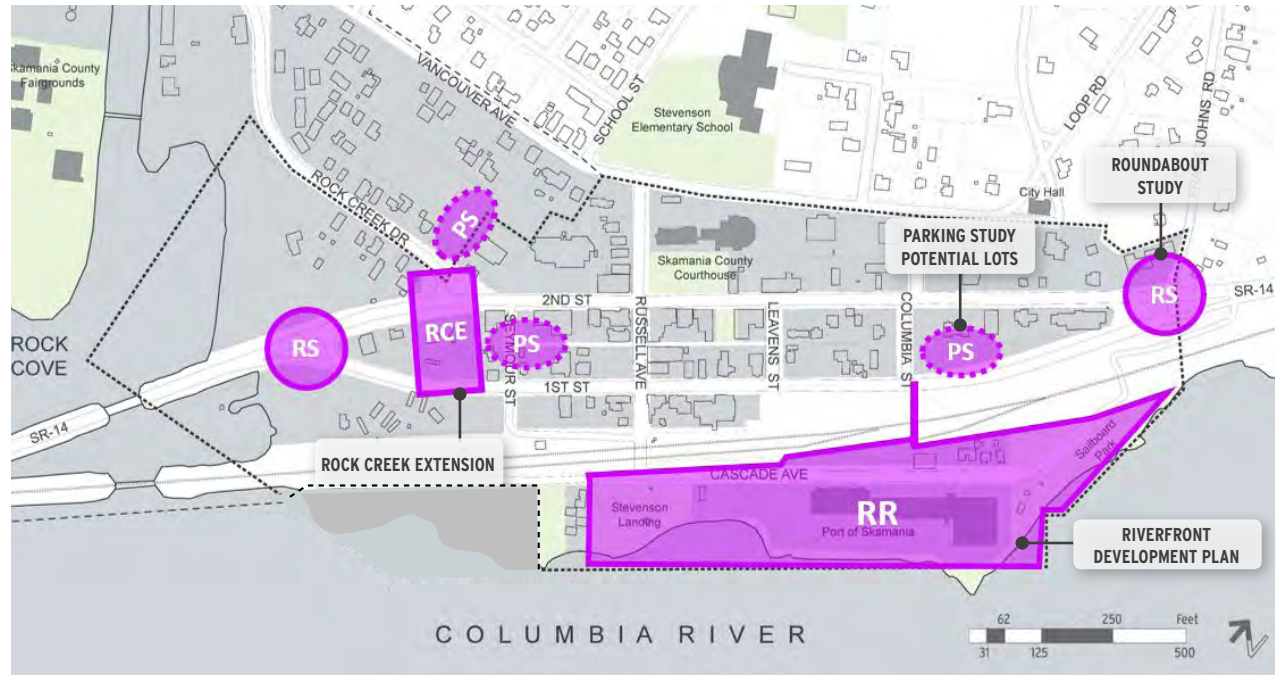 Skamania County
Fairgrounds
VANCOUVER AVE
SCHOOL ST
Stevenson
Elementary School
LOOP RD
JOHNS RD
ROUNDABOUT
STUDY
City Hall
ROCK CREEK DR
PS
PARKING STUDY
POTENTIAL LOTS
Skamania County
Courthouse
RS
SR-14
2ND ST
ROCK
COVE
RS
RCE
SEYMOUR ST
PS
RUSSELL AVE
LEAVENS ST
COLUMBIA ST
PS
1ST ST
SR-14
ROCK CREEK EXTENSION
CASCADE AVE
Sailboard
Park
Stevenson
Landing
RR
Port of Skamania
RIVERFRONT
DEVELOPMENT PLAN
COLUMBIA RIVER
62 250 Feet
31 125 500
N